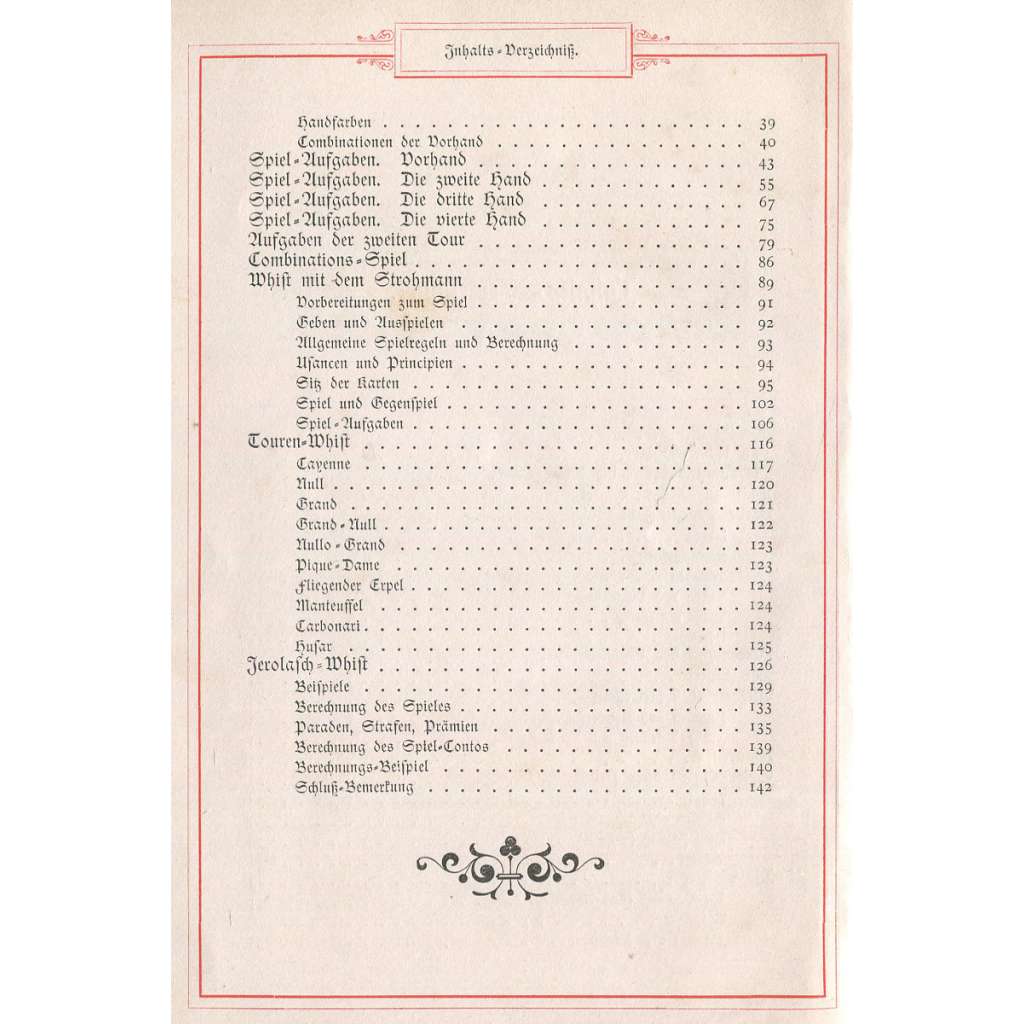 Inhalts-Verzeichniß.
Handfarben 39
Combinationen der Vorhand 40
Spiel-Aufgaben. Vorhand 43
Spiel-Aufgaben. Die zweite Hand 55
Spiel-Aufgaben. Die dritte Hand 67
Spiel-Aufgaben. Die vierte Hand 75
Aufgaben der zweiten Tour 79
Combinations-Spiel 86
Whist mit dem Strohmann 89
Vorbereitungen zum Spiel 91
Geben und Ausspielen 92
Allgemeine Spielregeln und Berechnung 93
Usancen und Principien 94
Sitz der Karten 95
Spiel und Gegenspiel 102
Spiel-Aufgaben 106
Touren-Whist 116
Cayenne 117
Null 120
Grand 121
Grand-Null 122
Nullo-Grand 123
Pique-Dame 123
Fliegender Erpel 124
Manteuffel 124
Carbonari 124
Husar 125
Jerolasch-Whist 126
Beispiele 129
Berechnung des Spieles 133
Paraden, Strafen, Prämien 135
Berechnung des Spiel-Contos 139
Berechnungs-Beispiel 140
Schluß-Bemerkung 142